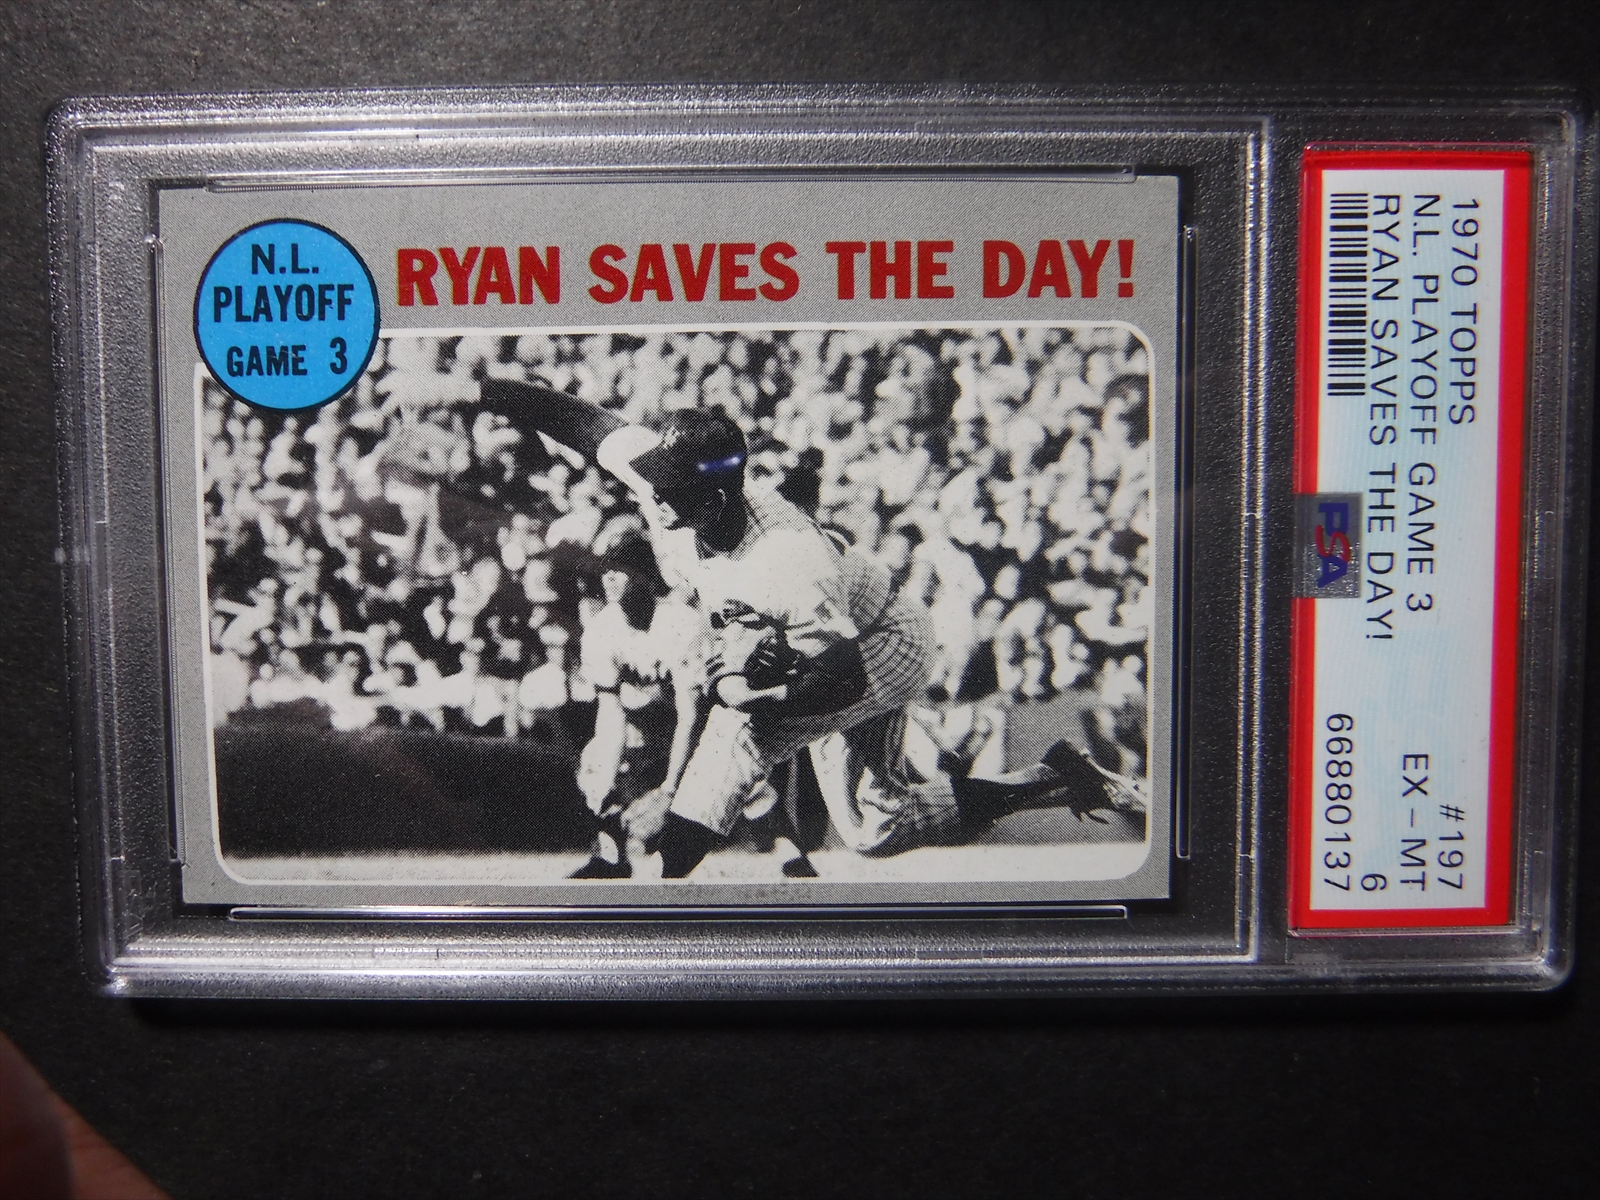 N.L.
PLAYOFF
GAME 3
RYAN SAVES THE DAY!
1970 TOPPS
#197
N.L. PLAYOFF GAME 3
EX-MT
RYAN SAVES THE DAY!
6
66880137
PSA